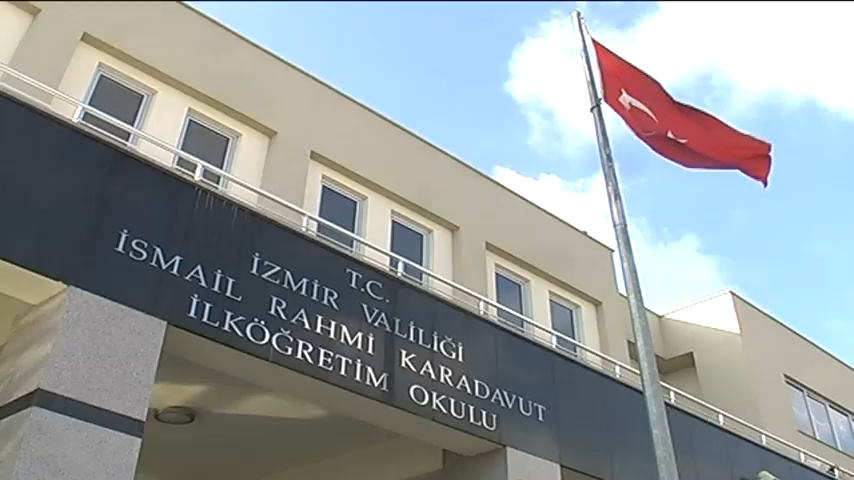 T.C.
İZMİR VALİLİĞİ
İSMAİL RAHMİ KARADAVUT
İLKÖĞRETİM OKULU